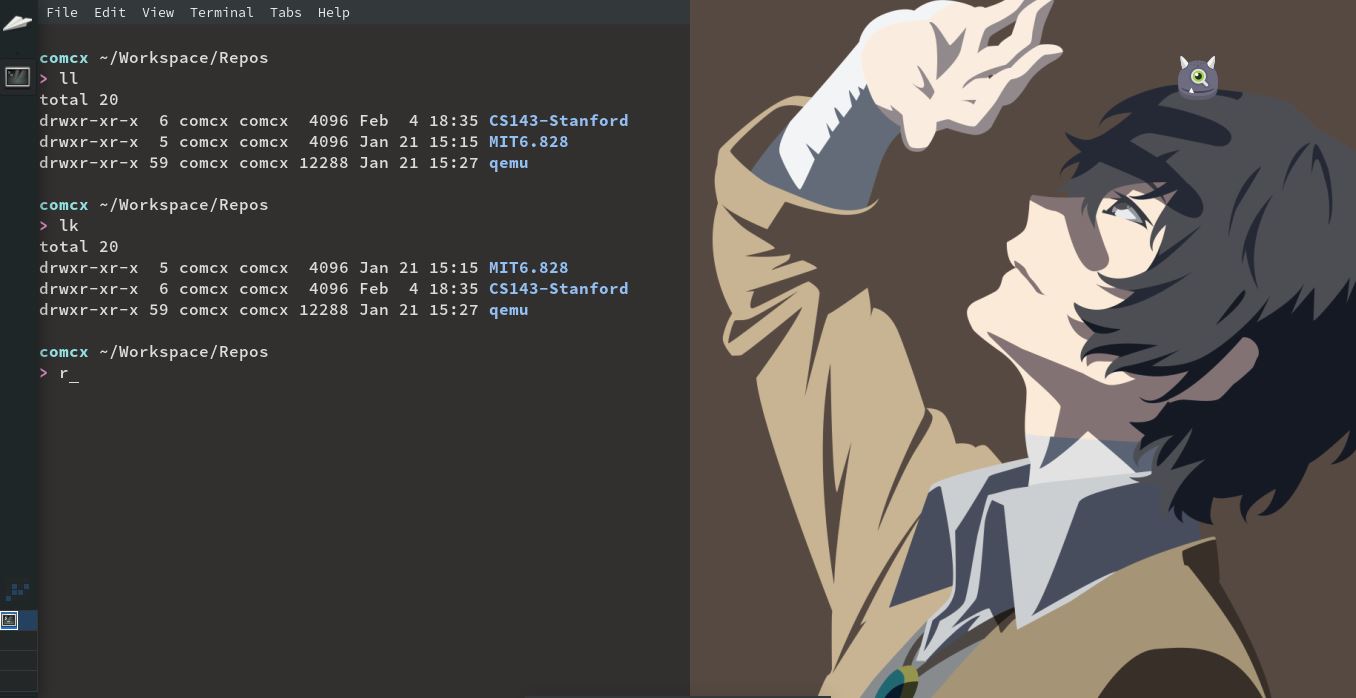 File Edit View Terminal Tabs Help
comcx ~/Workspace/Repos
> ll
total 20
drwxr-xr-x  6 comcx comcx  4096 Feb  4 18:35 CS143-Stanford
drwxr-xr-x  5 comcx comcx  4096 Jan 21 15:15 MIT6.828
drwxr-xr-x 59 comcx comcx 12288 Jan 21 15:27 qemu
comcx ~/Workspace/Repos
> lk
total 20
drwxr-xr-x  5 comcx comcx  4096 Jan 21 15:15 MIT6.828
drwxr-xr-x  6 comcx comcx  4096 Feb  4 18:35 CS143-Stanford
drwxr-xr-x 59 comcx comcx 12288 Jan 21 15:27 qemu
comcx ~/Workspace/Repos
> r_